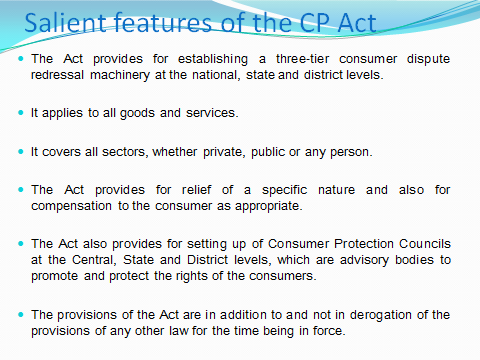 Salient features of the CP Act
The Act provides for establishing a three-tier consumer dispute
redressal machinery at the national, state and district levels.
It applies to all goods and services.
It covers all sectors, whether private, public or any person.
The Act provides for relief of a specific nature and also for
compensation to the consumer as appropriate.
The Act also provides for setting up of Consumer Protection Councils
at the Central, State and District levels, which are advisory bodies to
promote and protect the rights of the consumers.
The provisions of the Act are in addition to and not in derogation of the
provisions of any other law for the time being in force.